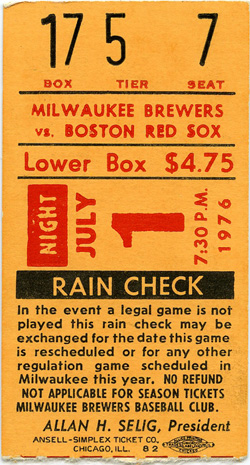 17 5 7
BOX TIER SEAT
MILWAUKEE BREWERS
vs. BOSTON RED SOX
Lower Box $4.75
NIGHT
JULY
1
7:30 P.M.
1976
RAIN CHECK
In the event a legal game is not
played this rain check may be
exchanged for the date this game
is rescheduled or for any other
regulation game scheduled in
Milwaukee this year. NO REFUND
NOT APPLICABLE FOR SEASON TICKETS
MILWAUKEE BREWERS BASEBALL CLUB.
ALLAN H. SELIG, President
ANSELL-SIMPLEX TICKET CO.
CHICAGO, ILL. 82